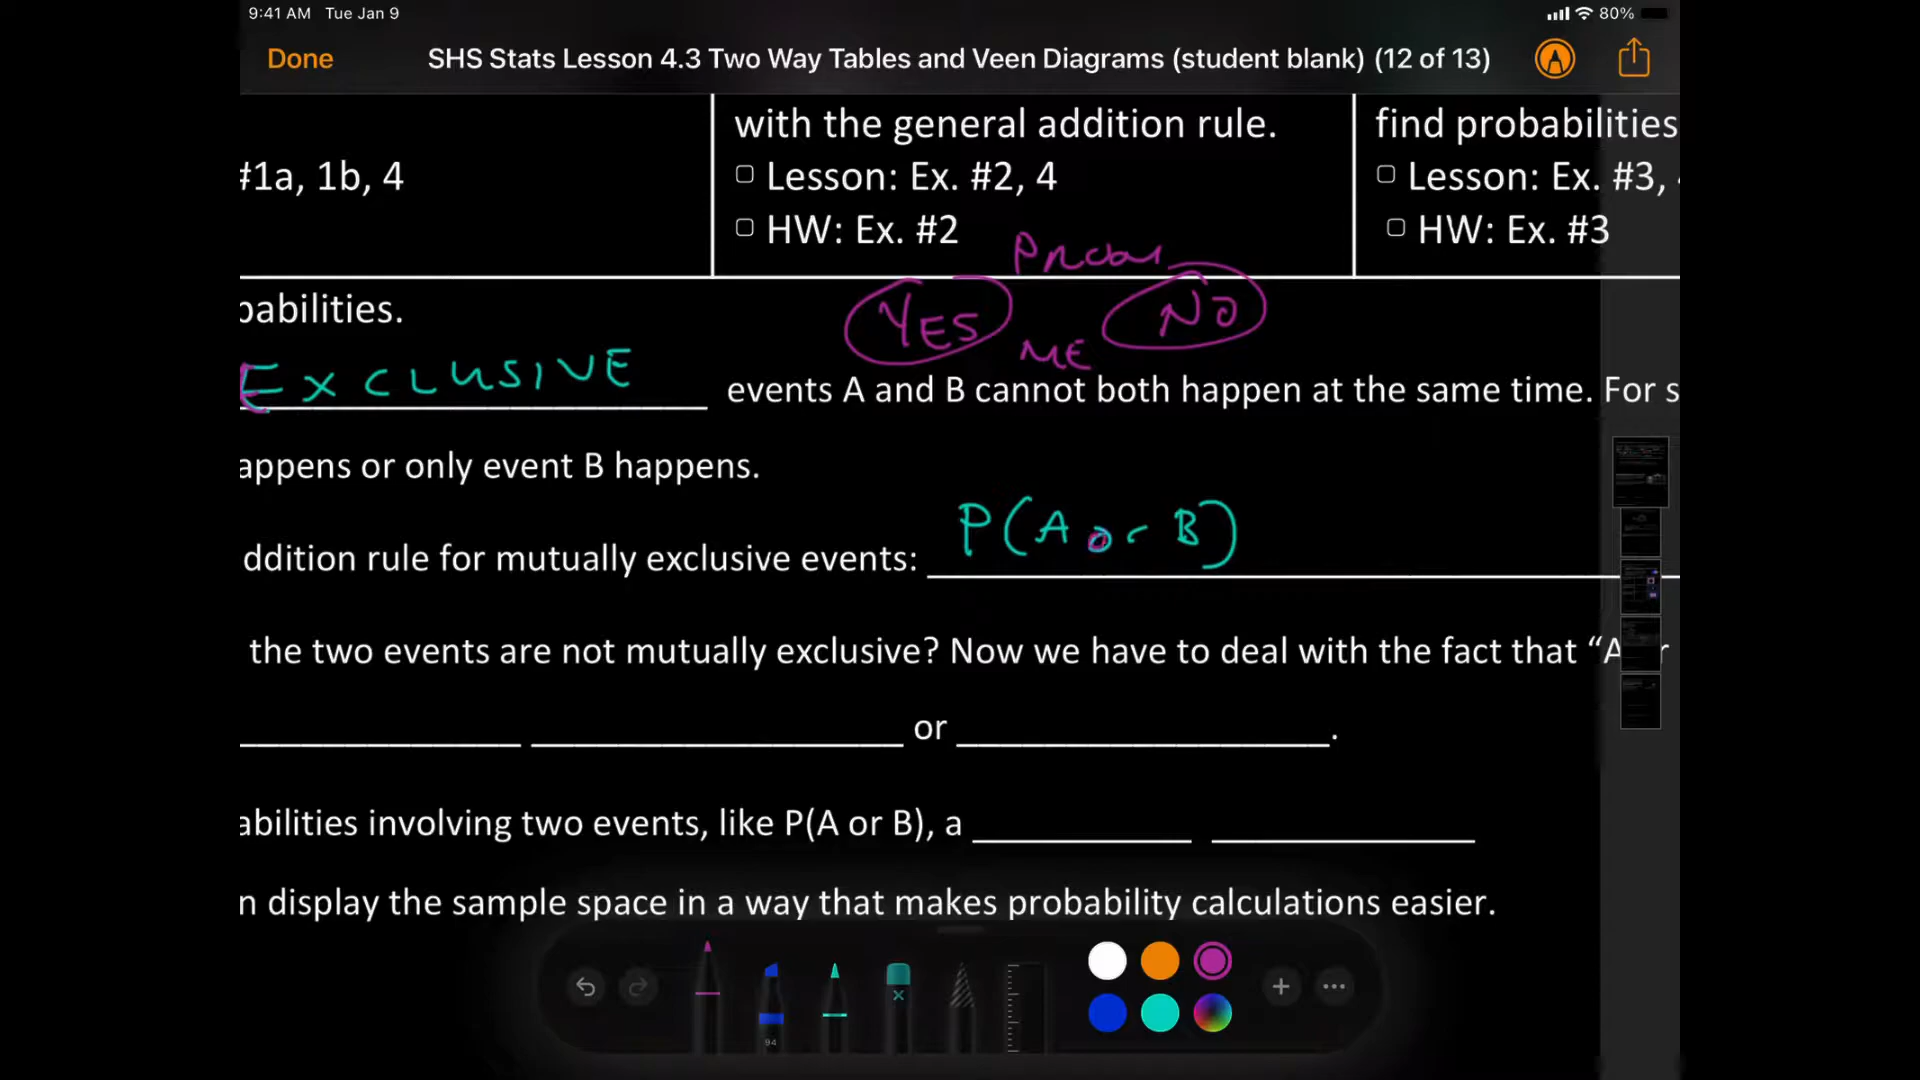 9:41 AM Tue Jan 9 80%
Done SHS Stats Lesson 4.3 Two Way Tables and Veen Diagrams (student blank) (12 of 13)
with the general addition rule. find probabilities
#1a, 1b, 4 Lesson: Ex. #2, 4 Lesson: Ex. #3,
HW: Ex. #2 HW: Ex. #3
babilities. YES NO
ME
EXCLUSIVE events A and B cannot both happen at the same time. For s
appens or only event B happens.
ddition rule for mutually exclusive events: P(A or B)
the two events are not mutually exclusive? Now we have to deal with the fact that “A r
or .
abilities involving two events, like P(A or B), a
n display the sample space in a way that makes probability calculations easier.
94